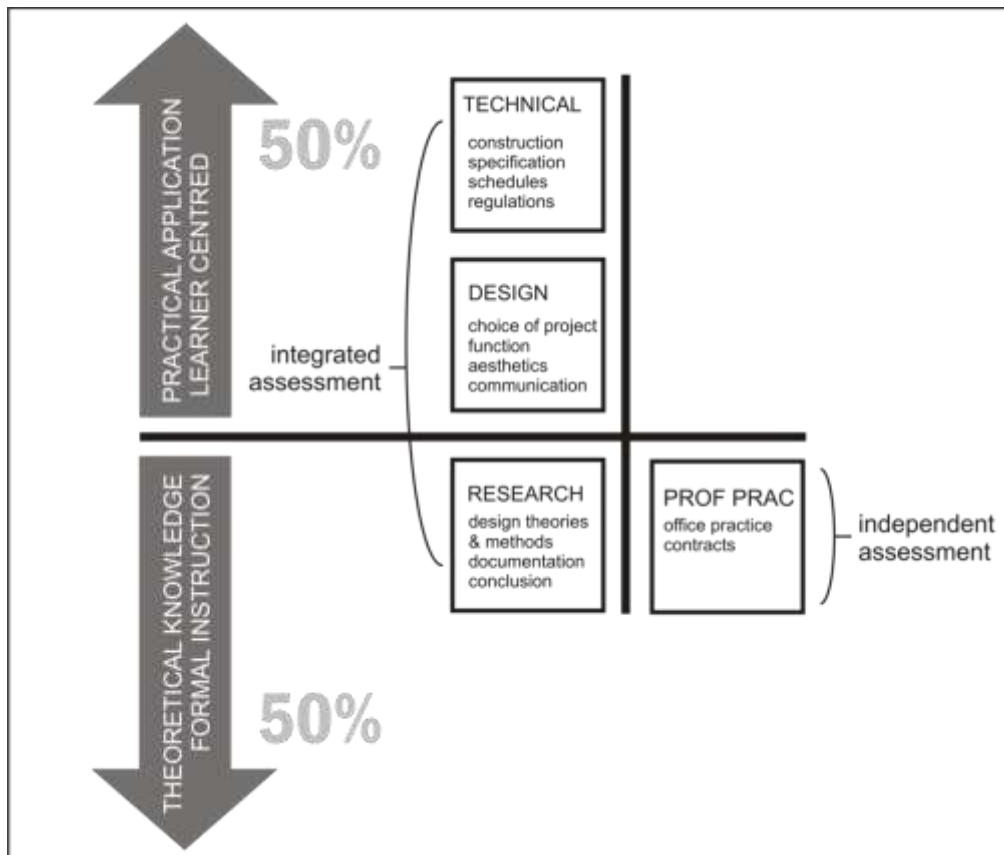 PRACTICAL APPLICATION
LEARNER CENTRED
50%
TECHNICAL
construction
specification
schedules
regulations
DESIGN
choice of project
function
aesthetics
communication
integrated
assessment
RESEARCH
design theories
& methods
documentation
conclusion
PROF PRAC
office practice
contracts
independent
assessment
THEORETICAL KNOWLEDGE
FORMAL INSTRUCTION
50%